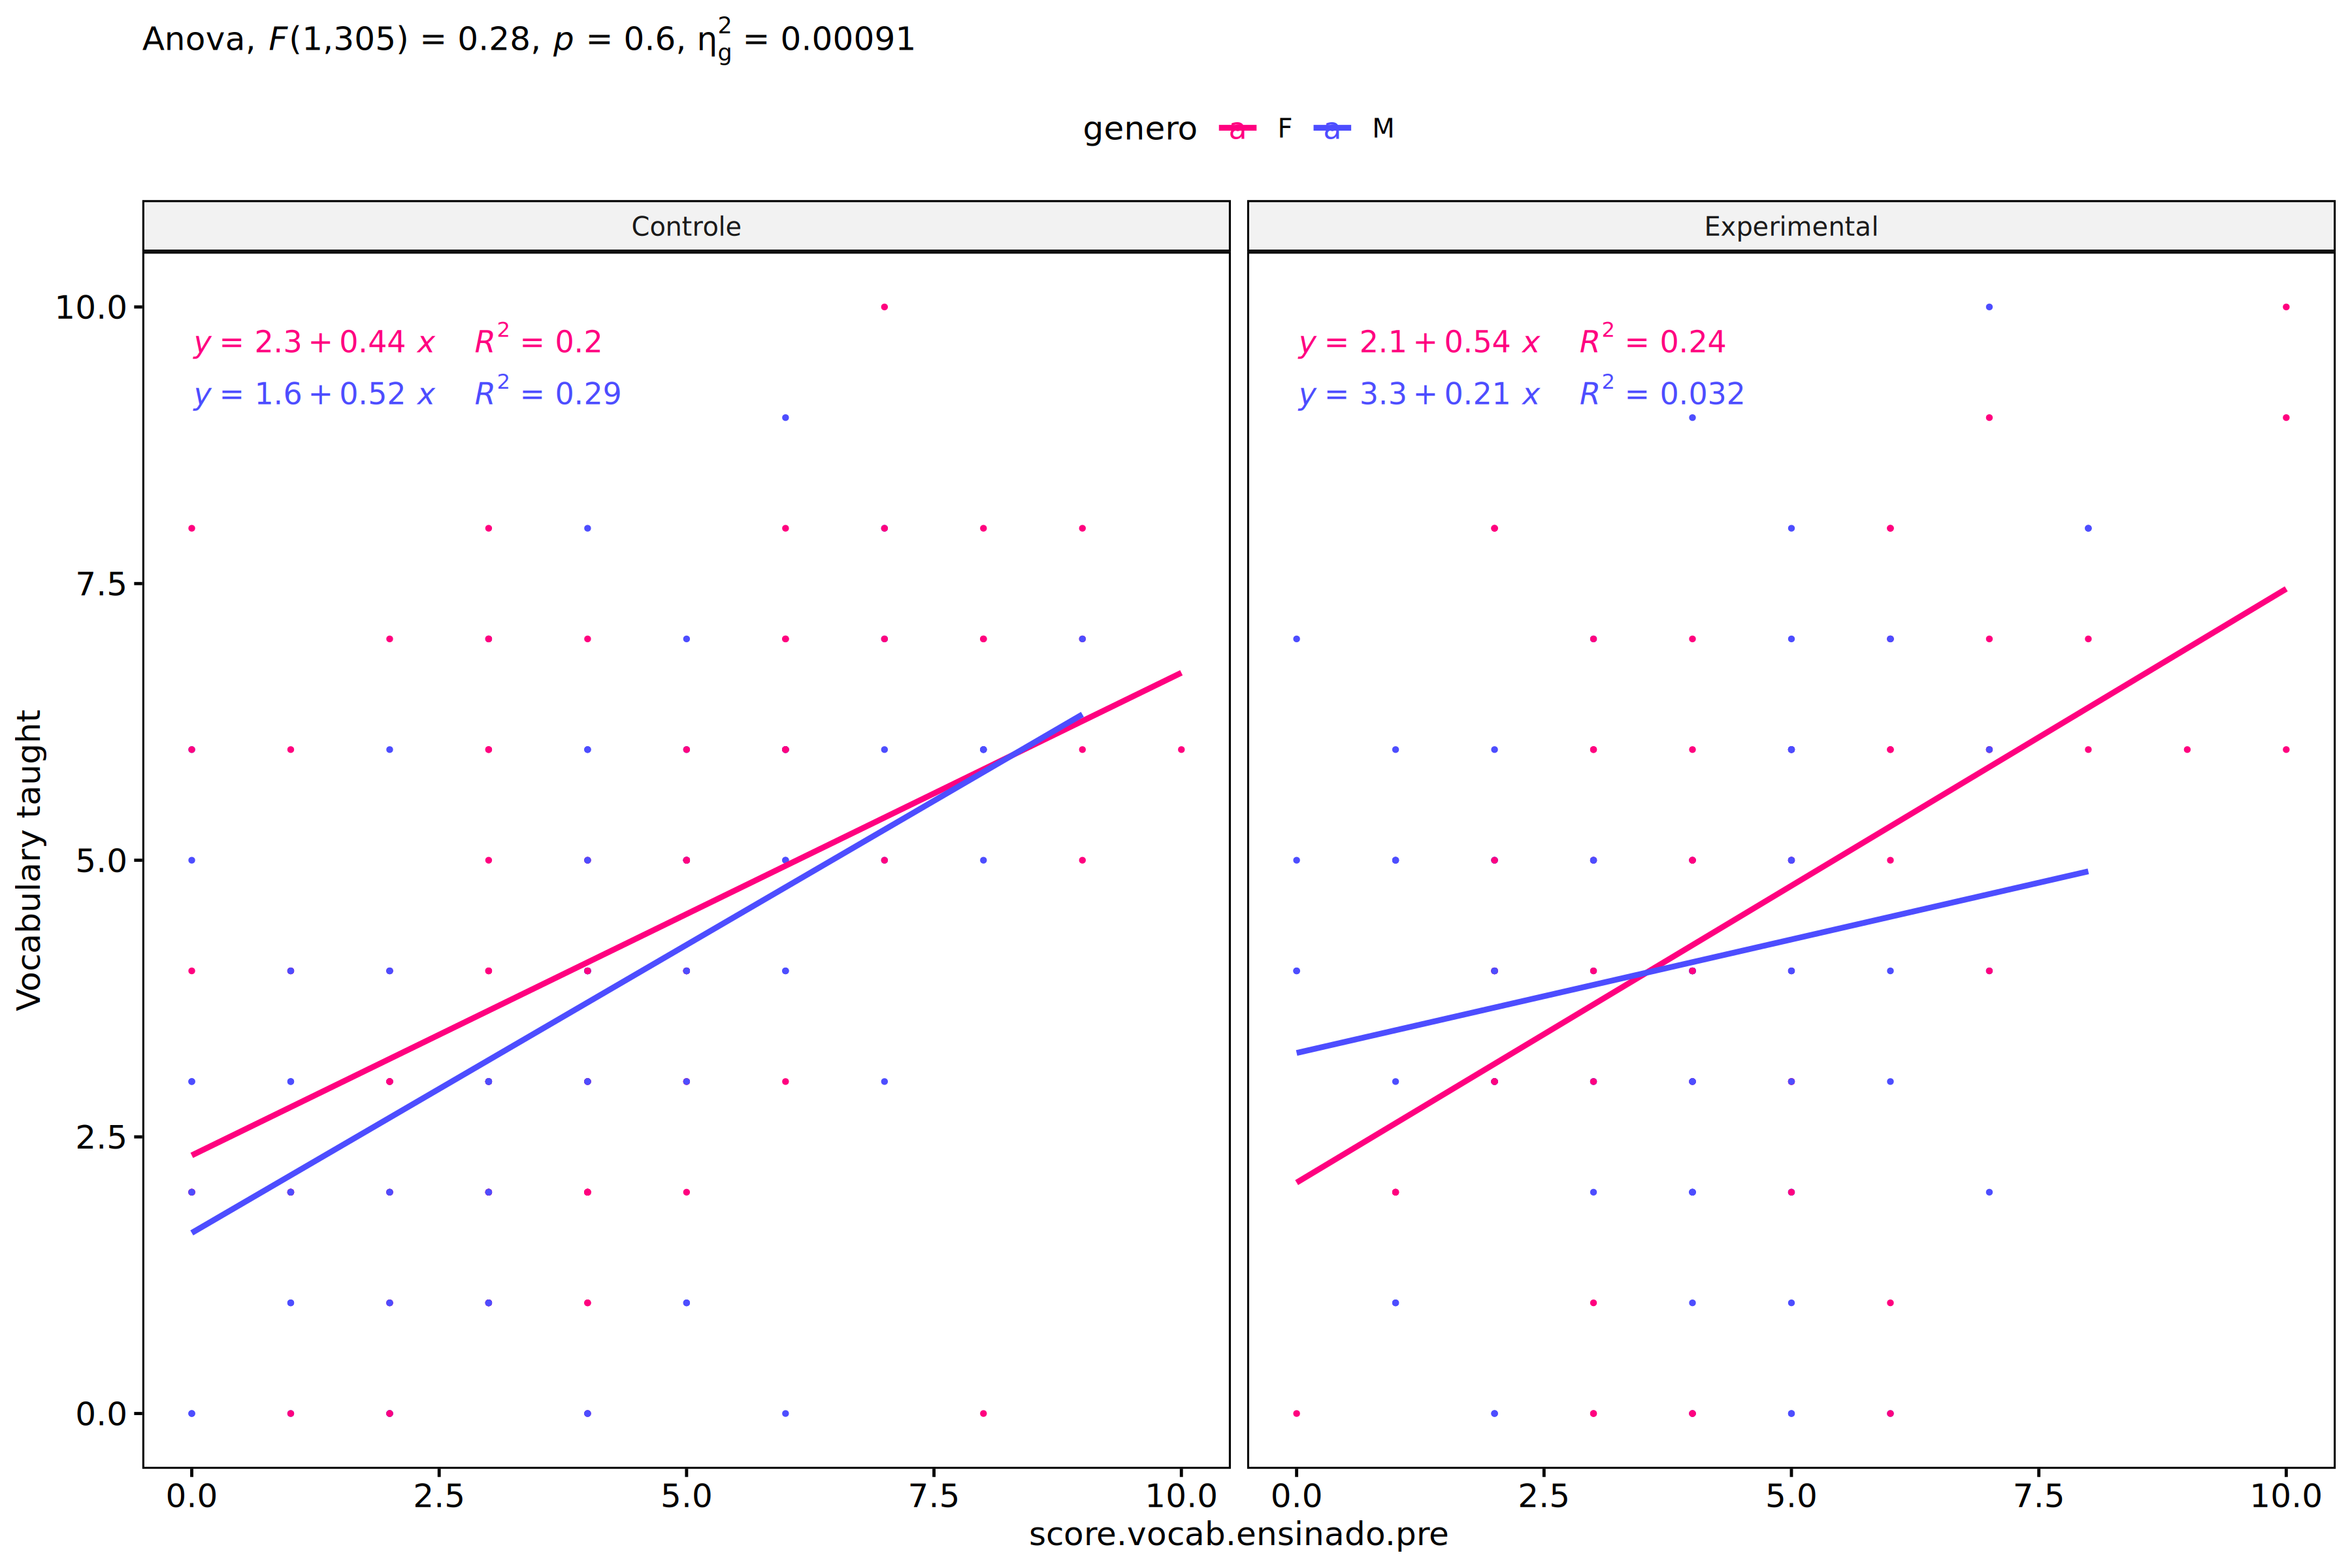 Anova, F(1,305) = 0.28, p = 0.6, η²g = 0.00091
genero a F a M
Controle
Experimental
y = 2.3 + 0.44 x R² = 0.2
y = 1.6 + 0.52 x R² = 0.29
y = 2.1 + 0.54 x R² = 0.24
y = 3.3 + 0.21 x R² = 0.032
Vocabulary taught
10.0
7.5
5.0
2.5
0.0
0.0 2.5 5.0 7.5 10.0
0.0 2.5 5.0 7.5 10.0
score.vocab.ensinado.pre